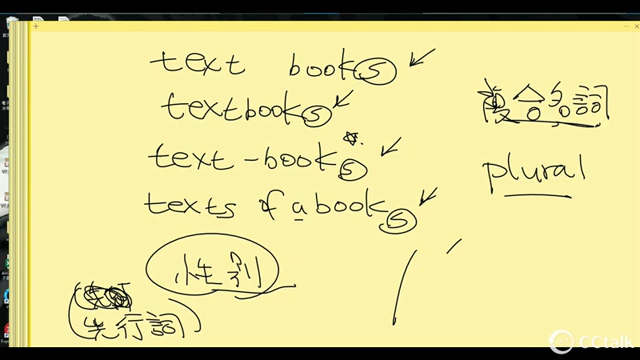 text books
textbooks
text-books
texts of a books
複合名詞
plural
性別
(先行詞)
CCtalk